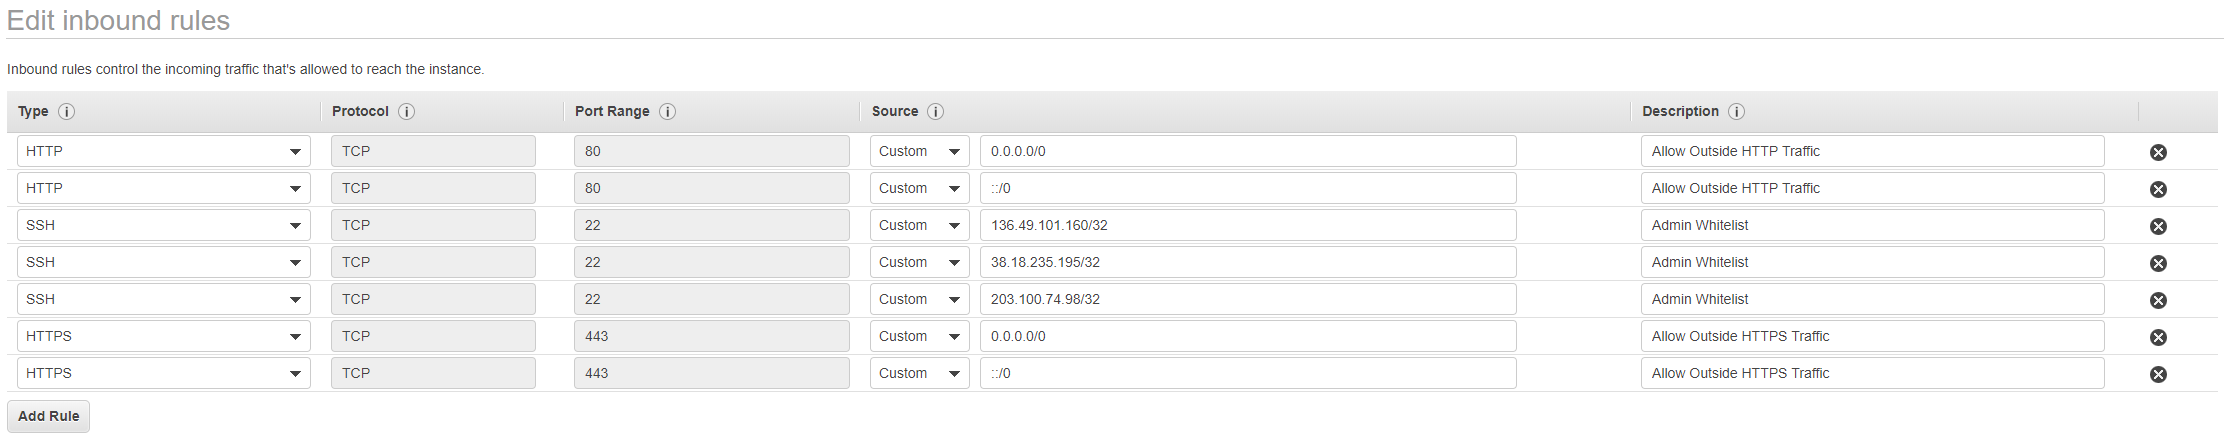 Edit inbound rules
Inbound rules control the incoming traffic that's allowed to reach the instance.
Type i Protocol i Port Range i Source i Description i
HTTP TCP 80 Custom 0.0.0.0/0 Allow Outside HTTP Traffic
HTTP TCP 80 Custom ::/0 Allow Outside HTTP Traffic
SSH TCP 22 Custom 136.49.101.160/32 Admin Whitelist
SSH TCP 22 Custom 38.18.235.195/32 Admin Whitelist
SSH TCP 22 Custom 203.100.74.98/32 Admin Whitelist
HTTPS TCP 443 Custom 0.0.0.0/0 Allow Outside HTTPS Traffic
HTTPS TCP 443 Custom ::/0 Allow Outside HTTPS Traffic
Add Rule